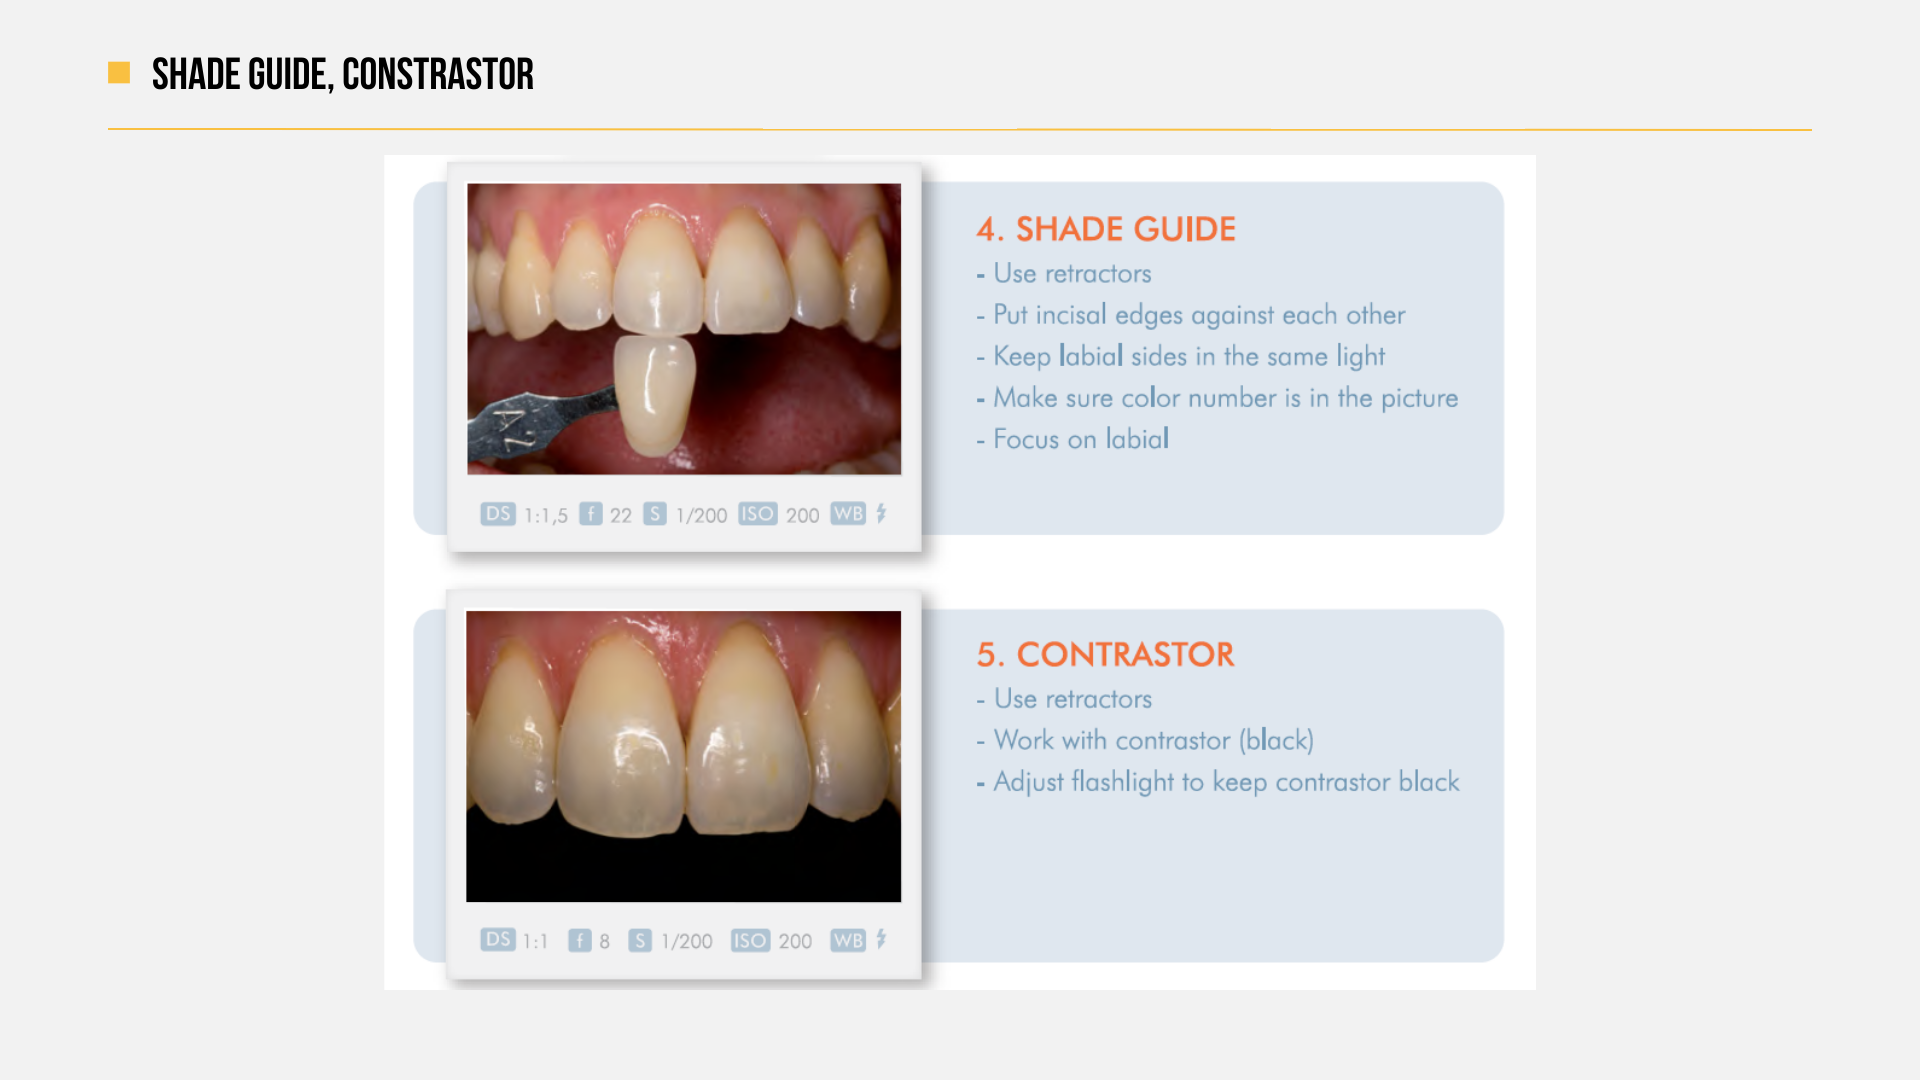 SHADE GUIDE, CONSTRASTOR
4. SHADE GUIDE
- Use retractors
- Put incisal edges against each other
- Keep labial sides in the same light
- Make sure color number is in the picture
- Focus on labial
A2
DS 1:1,5 f 22 S 1/200 ISO 200 WB
5. CONTRASTOR
- Use retractors
- Work with contrastor (black)
- Adjust flashlight to keep contrastor black
DS 1:1 f 8 S 1/200 ISO 200 WB